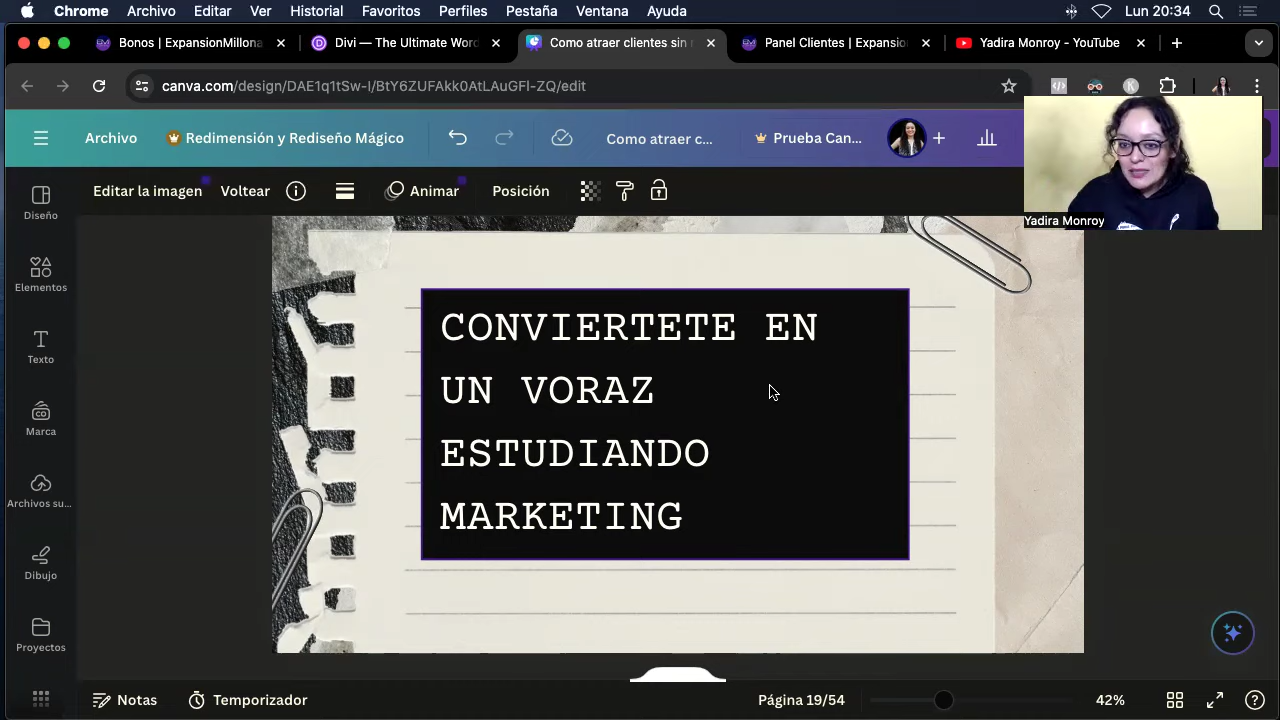 Chrome Archivo Editar Ver Historial Favoritos Perfiles Pestaña Ventana Ayuda Lun 20:34
Bonos | ExpansionMillona Divi — The Ultimate Wor Como atraer clientes sin Panel Clientes | Expansio Yadira Monroy - YouTube
canva.com/design/DAE1q1tSw-I/BtY6ZUFAkk0AtLAuGFI-ZQ/edit
Archivo Redimensión y Rediseño Mágico Como atraer c... Prueba Can...
Editar la imagen Voltear Animar Posición
Yadira Monroy
Diseño
Elementos
Texto
Marca
Archivos su...
Dibujo
Proyectos
CONVIERTETE EN
UN VORAZ
ESTUDIANDO
MARKETING
Notas Temporizador Página 19/54 42%